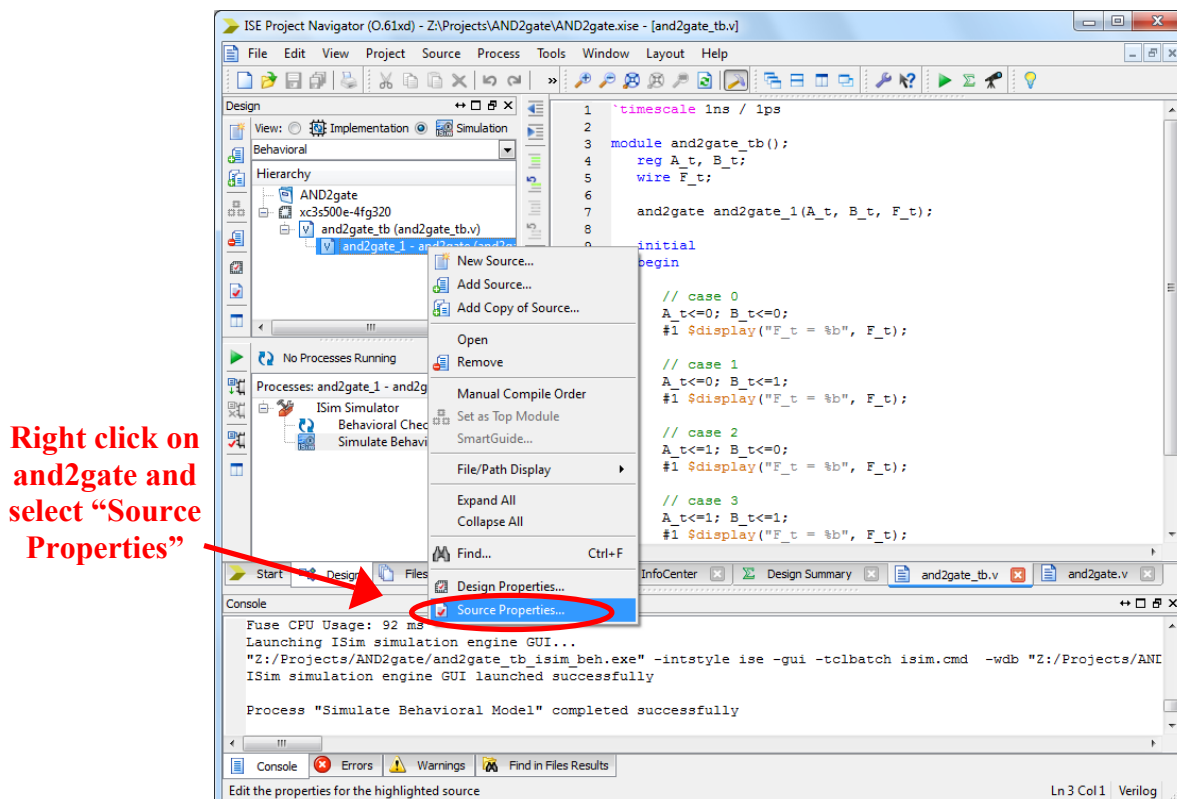 ISE Project Navigator (O.61xd) - Z:\Projects\AND2gate\AND2gate.xise - [and2gate_tb.v]
File Edit View Project Source Process Tools Window Layout Help
»
Design
View: Implementation Simulation
Behavioral
Hierarchy
AND2gate
xc3s500e-4fg320
and2gate_tb (and2gate_tb.v)
and2gate_1 - and2gate (and2g
No Processes Running
Processes: and2gate_1 - and2g
ISim Simulator
Behavioral Chec
Simulate Behavi
1 `timescale 1ns / 1ps
2
3 module and2gate_tb();
4 reg A_t, B_t;
5 wire F_t;
6
7 and2gate and2gate_1(A_t, B_t, F_t);
8
9 initial
begin
// case 0
A_t<=0; B_t<=0;
#1 $display("F_t = %b", F_t);
// case 1
A_t<=0; B_t<=1;
#1 $display("F_t = %b", F_t);
// case 2
A_t<=1; B_t<=0;
#1 $display("F_t = %b", F_t);
// case 3
A_t<=1; B_t<=1;
#1 $display("F_t = %b", F_t);
New Source...
Add Source...
Add Copy of Source...
Open
Remove
Manual Compile Order
Set as Top Module
SmartGuide...
File/Path Display
Expand All
Collapse All
Find... Ctrl+F
Design Properties...
Source Properties...
Right click on
and2gate and
select “Source
Properties”
Start Design Files InfoCenter Design Summary and2gate_tb.v and2gate.v
Console
Fuse CPU Usage: 92 ms
Launching ISim simulation engine GUI...
"Z:/Projects/AND2gate/and2gate_tb_isim_beh.exe" -intstyle ise -gui -tclbatch isim.cmd -wdb "Z:/Projects/AND
ISim simulation engine GUI launched successfully
Process "Simulate Behavioral Model" completed successfully
Console Errors Warnings Find in Files Results
Edit the properties for the highlighted source
Ln 3 Col 1 Verilog